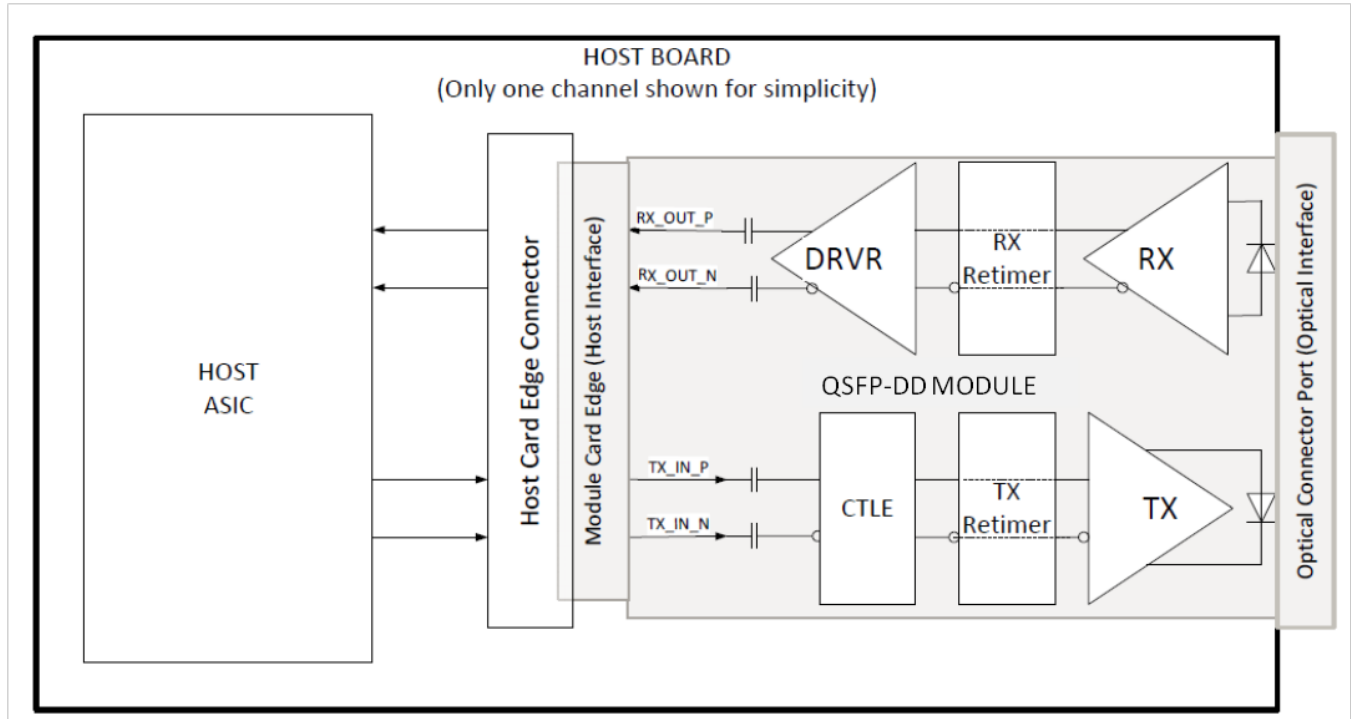 HOST BOARD
(Only one channel shown for simplicity)
HOST
ASIC
Host Card Edge Connector
Module Card Edge (Host Interface)
RX_OUT_P
RX_OUT_N
DRVR
RX
Retimer
RX
QSFP-DD MODULE
TX_IN_P
TX_IN_N
CTLE
TX
Retimer
TX
Optical Connector Port (Optical Interface)